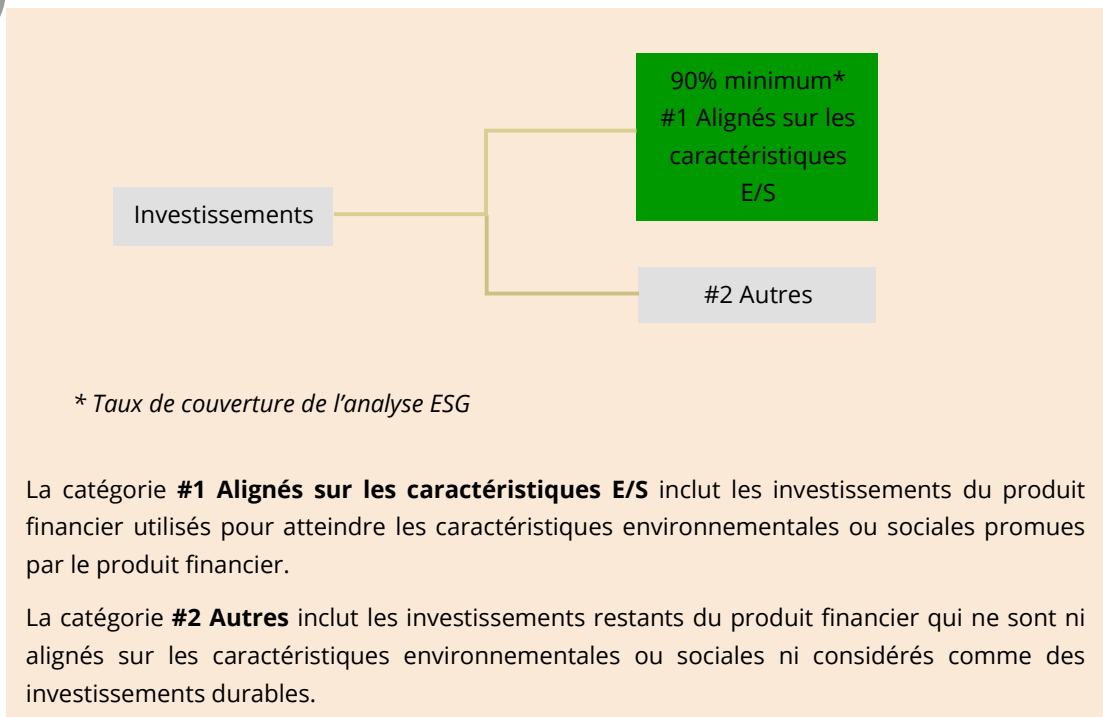 90% minimum*
#1 Alignés sur les
caractéristiques
E/S
Investissements
#2 Autres
* Taux de couverture de l’analyse ESG
La catégorie #1 Alignés sur les caractéristiques E/S inclut les investissements du produit
financier utilisés pour atteindre les caractéristiques environnementales ou sociales promues
par le produit financier.
La catégorie #2 Autres inclut les investissements restants du produit financier qui ne sont ni
alignés sur les caractéristiques environnementales ou sociales ni considérés comme des
investissements durables.